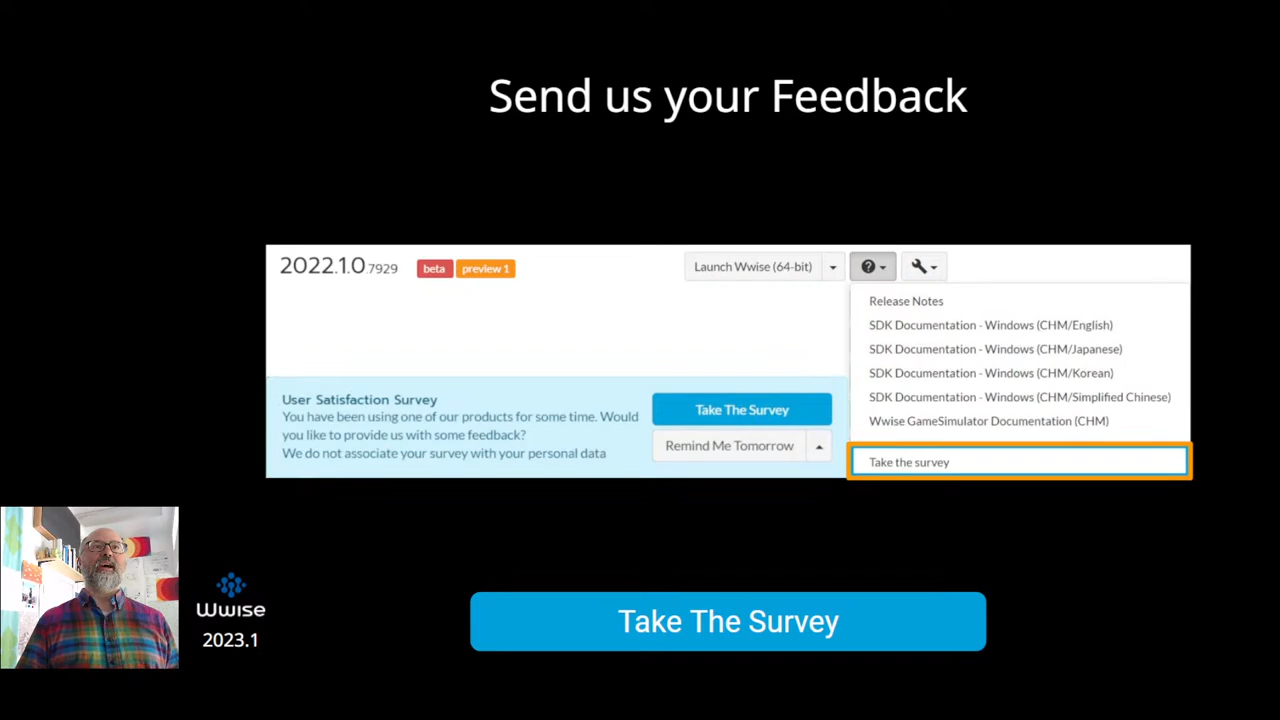 Send us your Feedback
2022.1.0.7929 beta preview 1
Launch Wwise (64-bit)
Release Notes
SDK Documentation - Windows (CHM/English)
SDK Documentation - Windows (CHM/Japanese)
SDK Documentation - Windows (CHM/Korean)
SDK Documentation - Windows (CHM/Simplified Chinese)
Wwise GameSimulator Documentation (CHM)
Take the survey
User Satisfaction Survey
You have been using one of our products for some time. Would
you like to provide us with some feedback?
We do not associate your survey with your personal data
Take The Survey
Remind Me Tomorrow
Wwise
2023.1
Take The Survey